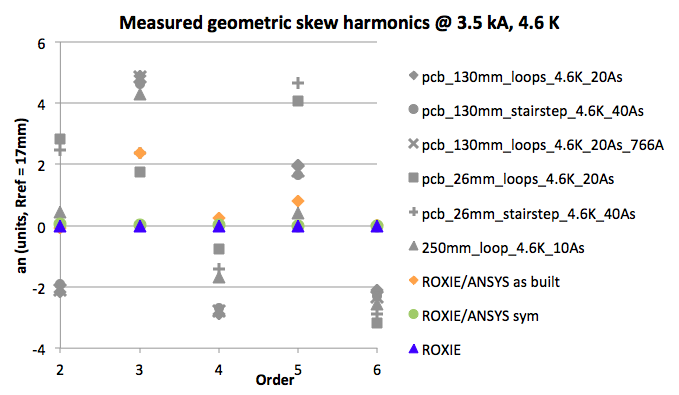 Measured geometric skew harmonics @ 3.5 kA, 4.6 K
6
4
2
0
-2
-4
an (units, Rref = 17mm)
2
3
4
5
6
Order
pcb_130mm_loops_4.6K_20As
pcb_130mm_stairstep_4.6K_40As
pcb_130mm_loops_4.6K_20As_766A
pcb_26mm_loops_4.6K_20As
pcb_26mm_stairstep_4.6K_40As
250mm_loop_4.6K_10As
ROXIE/ANSYS as built
ROXIE/ANSYS sym
ROXIE